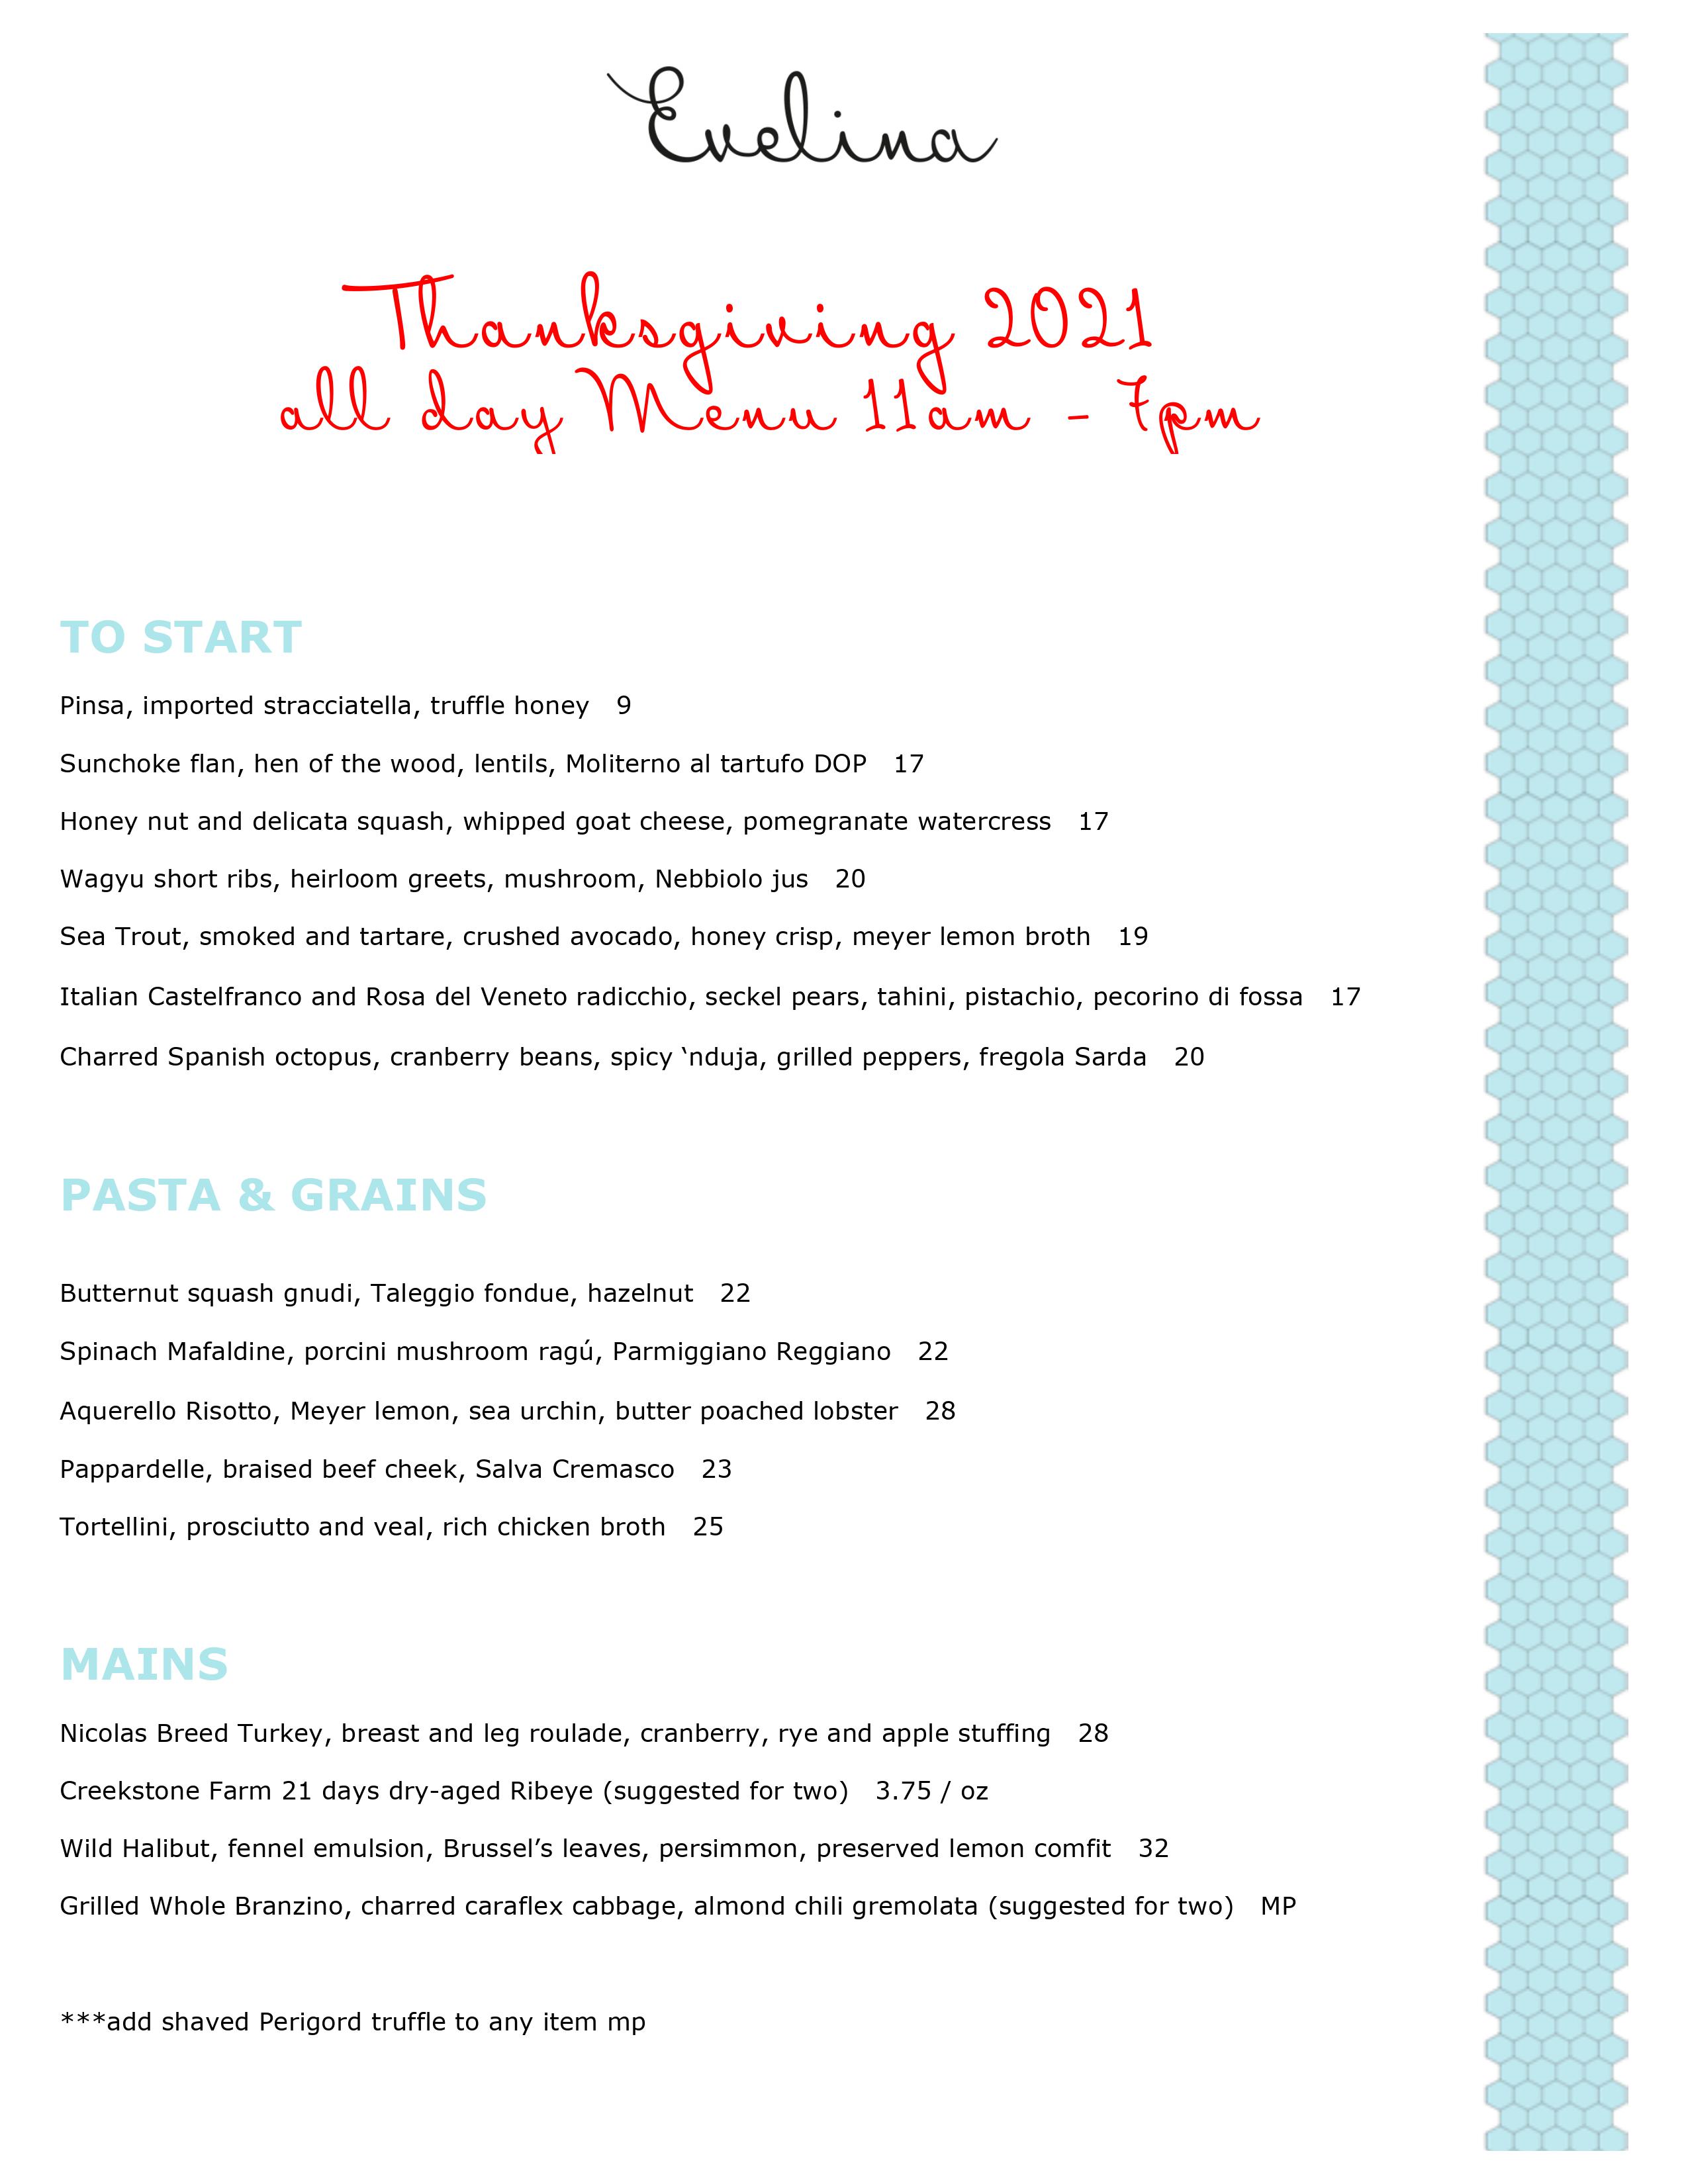 Evelina
Thanksgiving 2021
all day Menu 11am - 7pm
TO START
Pinsa, imported stracciatella, truffle honey 9
Sunchoke flan, hen of the wood, lentils, Moliterno al tartufo DOP 17
Honey nut and delicata squash, whipped goat cheese, pomegranate watercress 17
Wagyu short ribs, heirloom greets, mushroom, Nebbiolo jus 20
Sea Trout, smoked and tartare, crushed avocado, honey crisp, meyer lemon broth 19
Italian Castelfranco and Rosa del Veneto radicchio, seckel pears, tahini, pistachio, pecorino di fossa 17
Charred Spanish octopus, cranberry beans, spicy ‘nduja, grilled peppers, fregola Sarda 20
PASTA & GRAINS
Butternut squash gnudi, Taleggio fondue, hazelnut 22
Spinach Mafaldine, porcini mushroom ragú, Parmiggiano Reggiano 22
Aquerello Risotto, Meyer lemon, sea urchin, butter poached lobster 28
Pappardelle, braised beef cheek, Salva Cremasco 23
Tortellini, prosciutto and veal, rich chicken broth 25
MAINS
Nicolas Breed Turkey, breast and leg roulade, cranberry, rye and apple stuffing 28
Creekstone Farm 21 days dry-aged Ribeye (suggested for two) 3.75 / oz
Wild Halibut, fennel emulsion, Brussel’s leaves, persimmon, preserved lemon comfit 32
Grilled Whole Branzino, charred caraflex cabbage, almond chili gremolata (suggested for two) MP
***add shaved Perigord truffle to any item mp